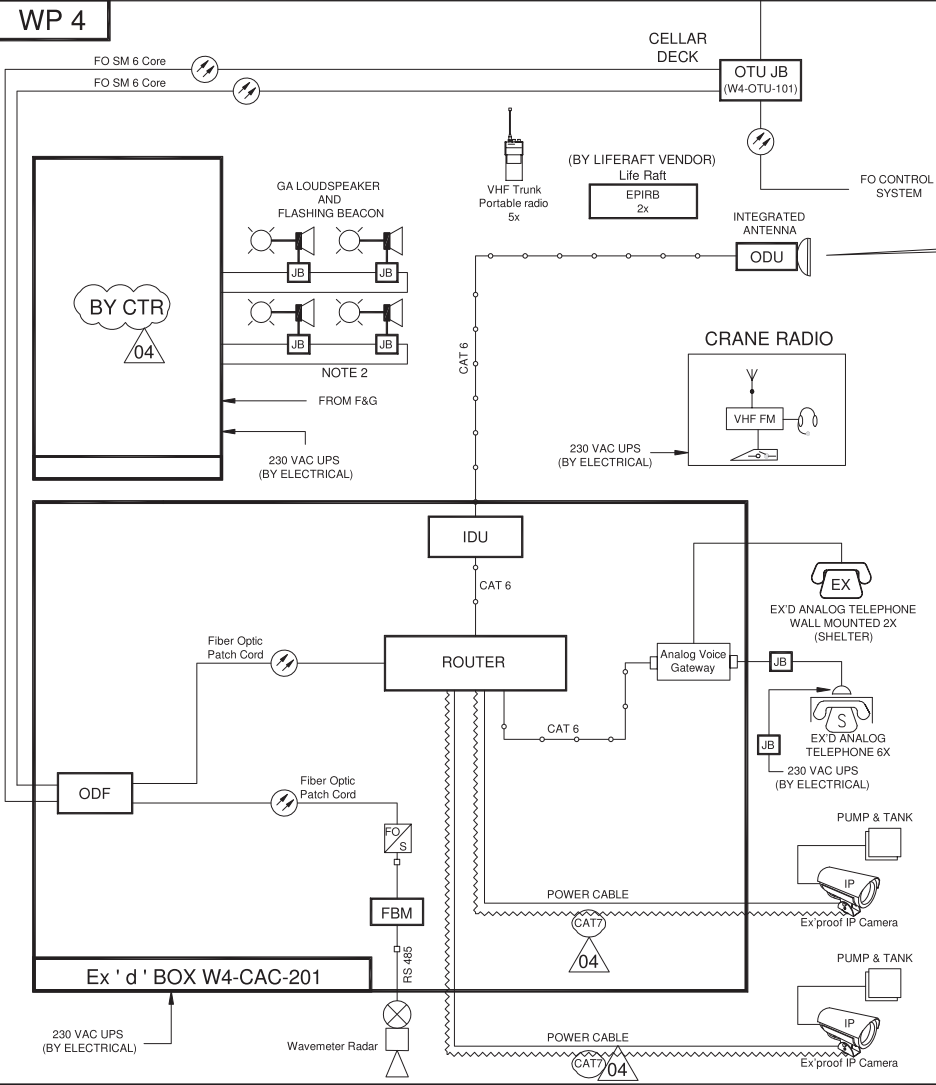 WP 4
FO SM 6 Core
FO SM 6 Core
CELLAR
DECK
OTU JB
(W4-OTU-101)
FO CONTROL
SYSTEM
VHF Trunk
Portable radio
5x
(BY LIFERAFT VENDOR)
Life Raft
EPIRB
2x
INTEGRATED
ANTENNA
ODU
GA LOUDSPEAKER
AND
FLASHING BEACON
JB
JB
JB
JB
NOTE 2
BY CTR
04
FROM F&G
230 VAC UPS
(BY ELECTRICAL)
CAT 6
CRANE RADIO
VHF FM
230 VAC UPS
(BY ELECTRICAL)
IDU
CAT 6
ROUTER
Fiber Optic
Patch Cord
Analog Voice
Gateway
CAT 6
EX
EX'D ANALOG TELEPHONE
WALL MOUNTED 2X
(SHELTER)
JB
S
JB
EX'D ANALOG
TELEPHONE 6X
230 VAC UPS
(BY ELECTRICAL)
ODF
Fiber Optic
Patch Cord
FO
S
FBM
RS 485
POWER CABLE
CAT7
04
PUMP & TANK
IP
Ex'proof IP Camera
Ex ' d ' BOX W4-CAC-201
230 VAC UPS
(BY ELECTRICAL)
Wavemeter Radar
POWER CABLE
CAT7
04
PUMP & TANK
IP
Ex'proof IP Camera